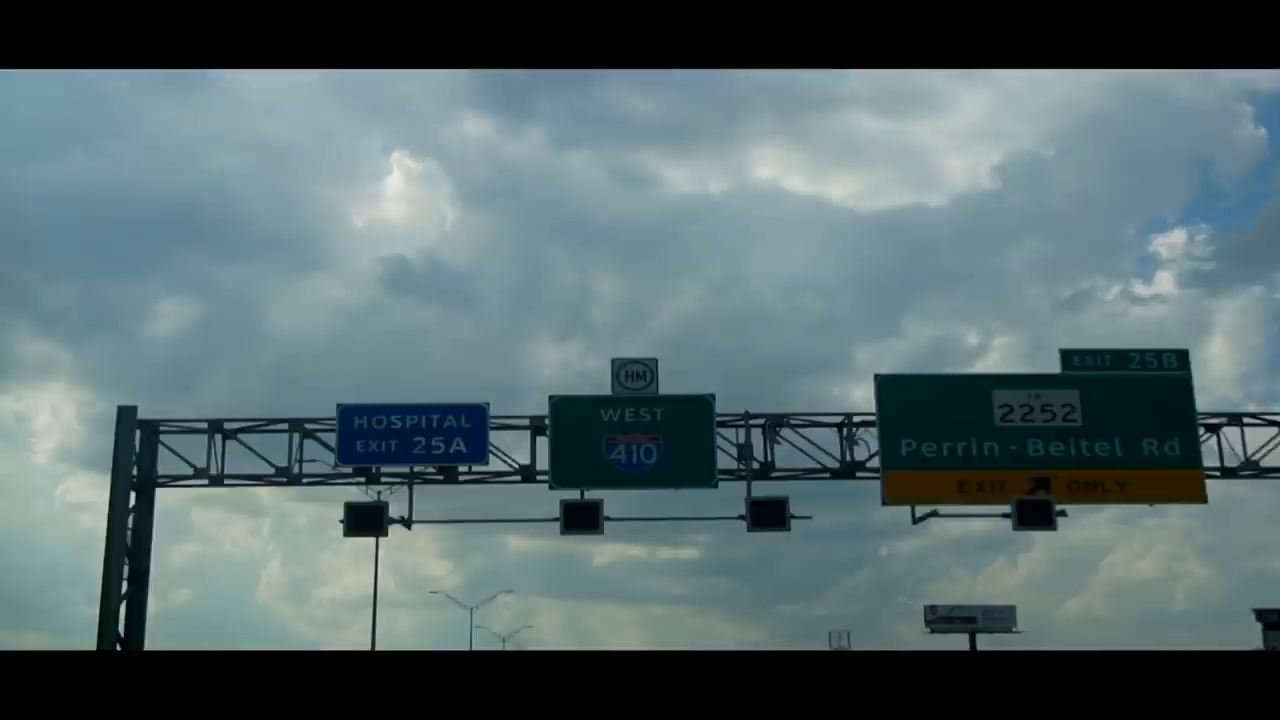 HOSPITAL
EXIT 25A
HM
WEST
410
EXIT 25B
FM
2252
Perrin-Beitel Rd
EXIT ONLY